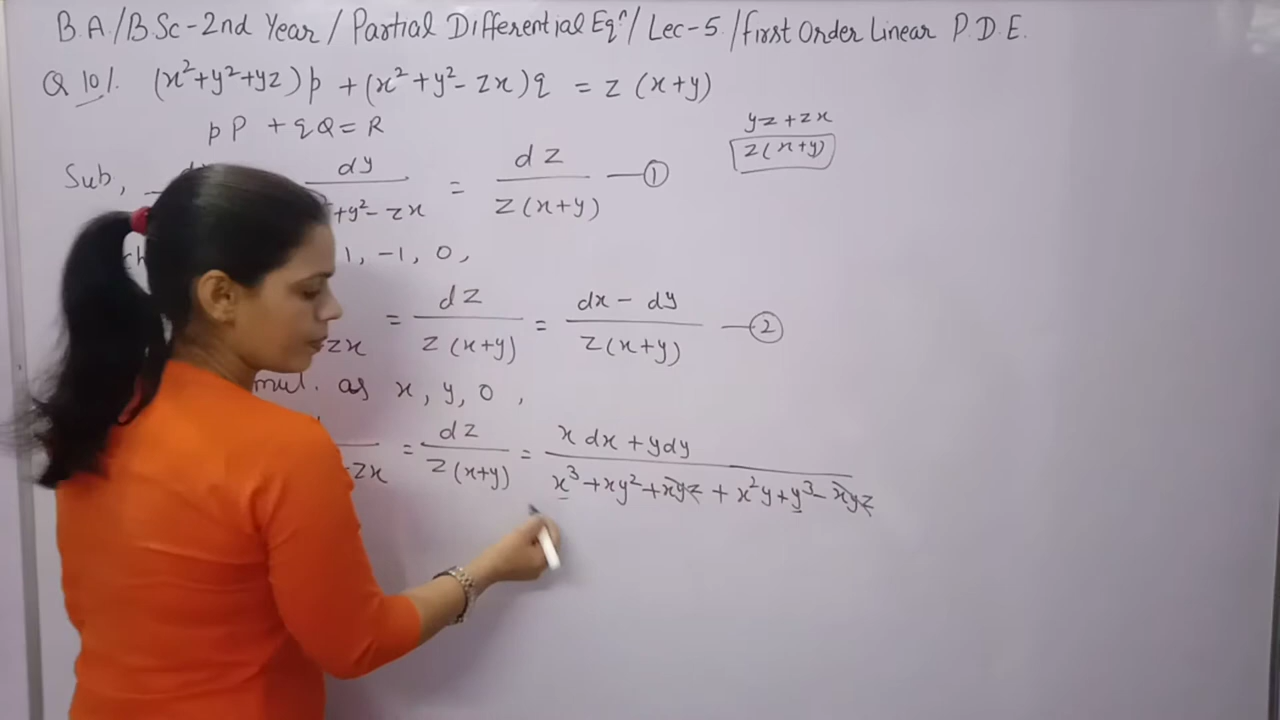 B.A./B.Sc-2nd Year/Partial Differential Eqⁿ/Lec-5./first Order Linear P.D.E.
Q 10/. (x²+y²+yz)p + (x²+y²-zx)q = z(x+y)
pP + qQ = R
yz+zx
z(x+y)
Sub, dy / +y²-zx = dz / z(x+y) —①
1, -1, 0,
zx = dz / z(x+y) = dx - dy / z(x+y) —②
mul. as x, y, 0,
-zx = dz / z(x+y) = x dx + y dy / x³+xy²+xyz + x²y+y³-xyz